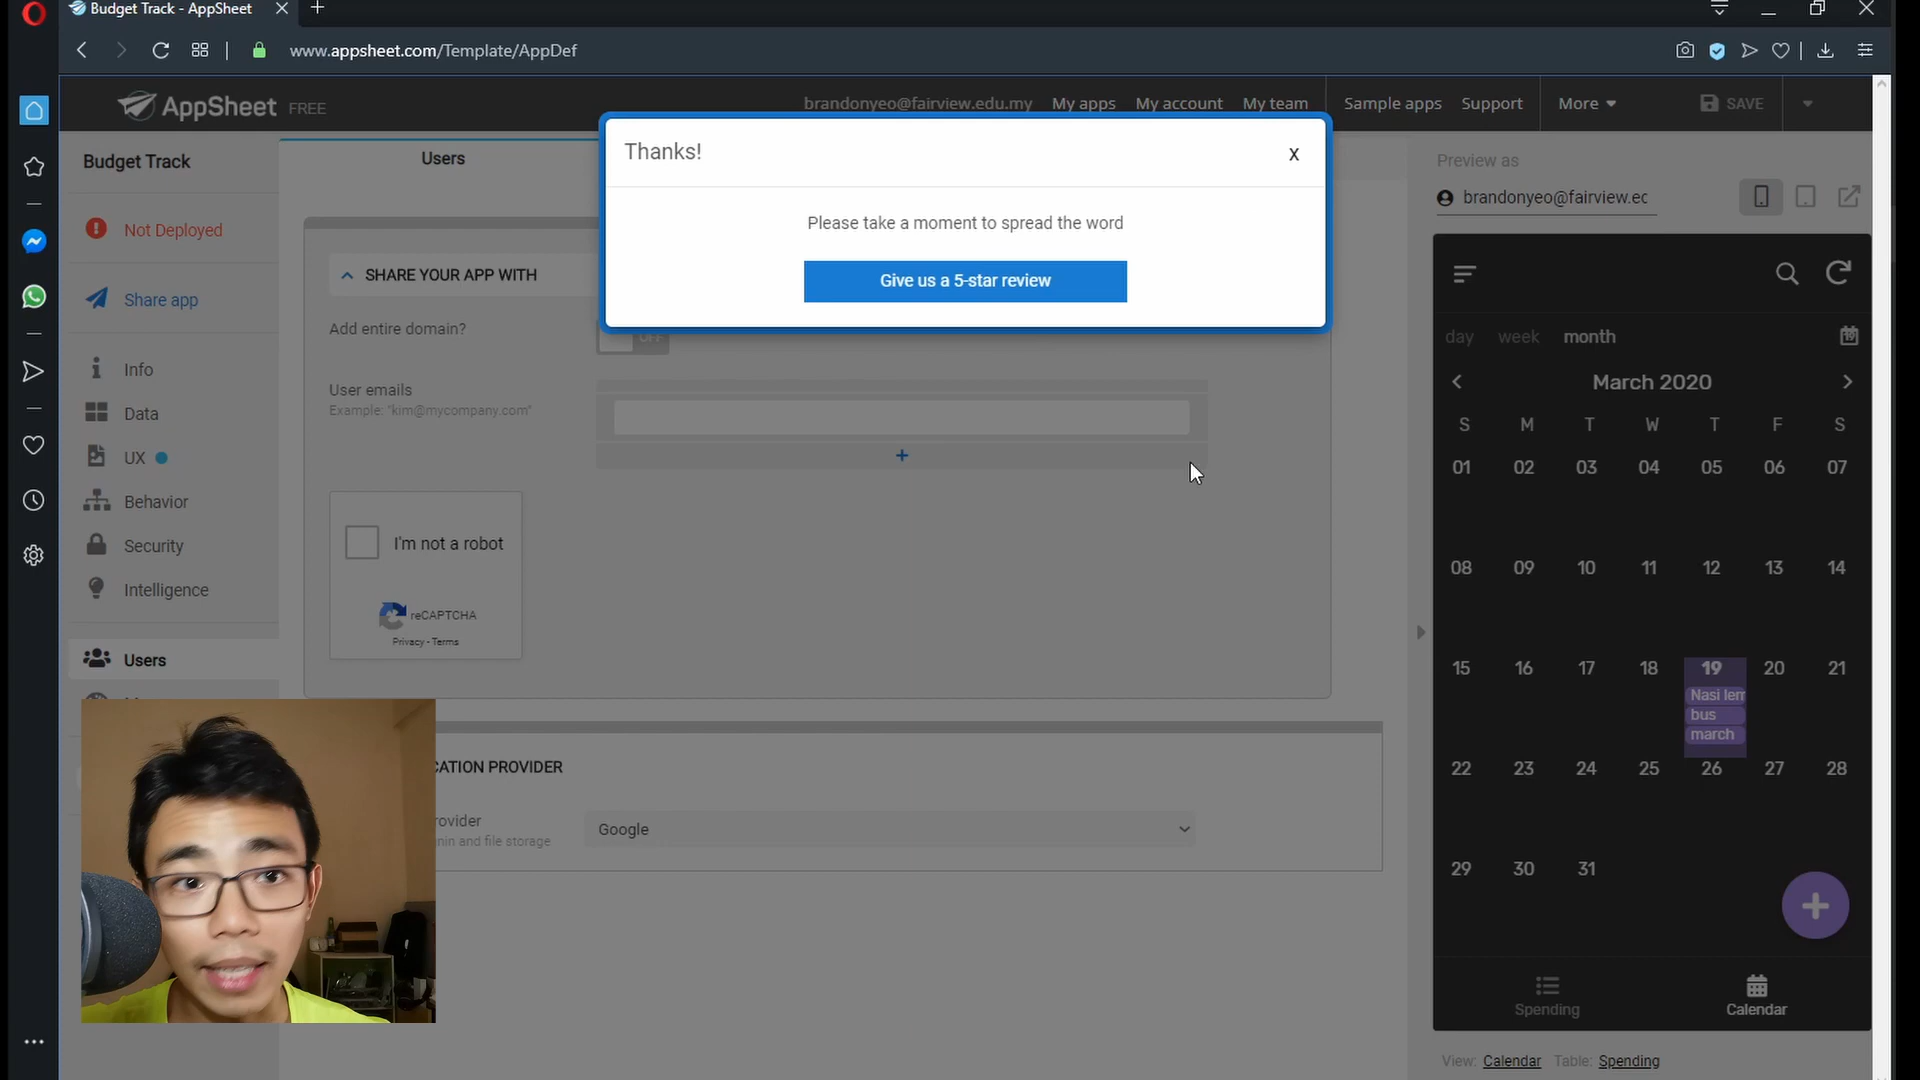 Budget Track - AppSheet
www.appsheet.com/Template/AppDef
AppSheet FREE
brandonyeo@fairview.edu.my My apps My account My team Sample apps Support More SAVE
Budget Track
Not Deployed
Share app
Info
Data
UX
Behavior
Security
Intelligence
Users
Users
Thanks!
x
Please take a moment to spread the word
Give us a 5-star review
SHARE YOUR APP WITH
Add entire domain?
OFF
User emails
Example: "kim@mycompany.com"
+
I'm not a robot
reCAPTCHA
Privacy - Terms
CATION PROVIDER
rovider
nin and file storage
Google
Preview as
brandonyeo@fairview.ec
day week month
March 2020
S M T W T F S
01 02 03 04 05 06 07
08 09 10 11 12 13 14
15 16 17 18 19 20 21
Nasi lem
bus
march
22 23 24 25 26 27 28
29 30 31
Spending
Calendar
View: Calendar Table: Spending